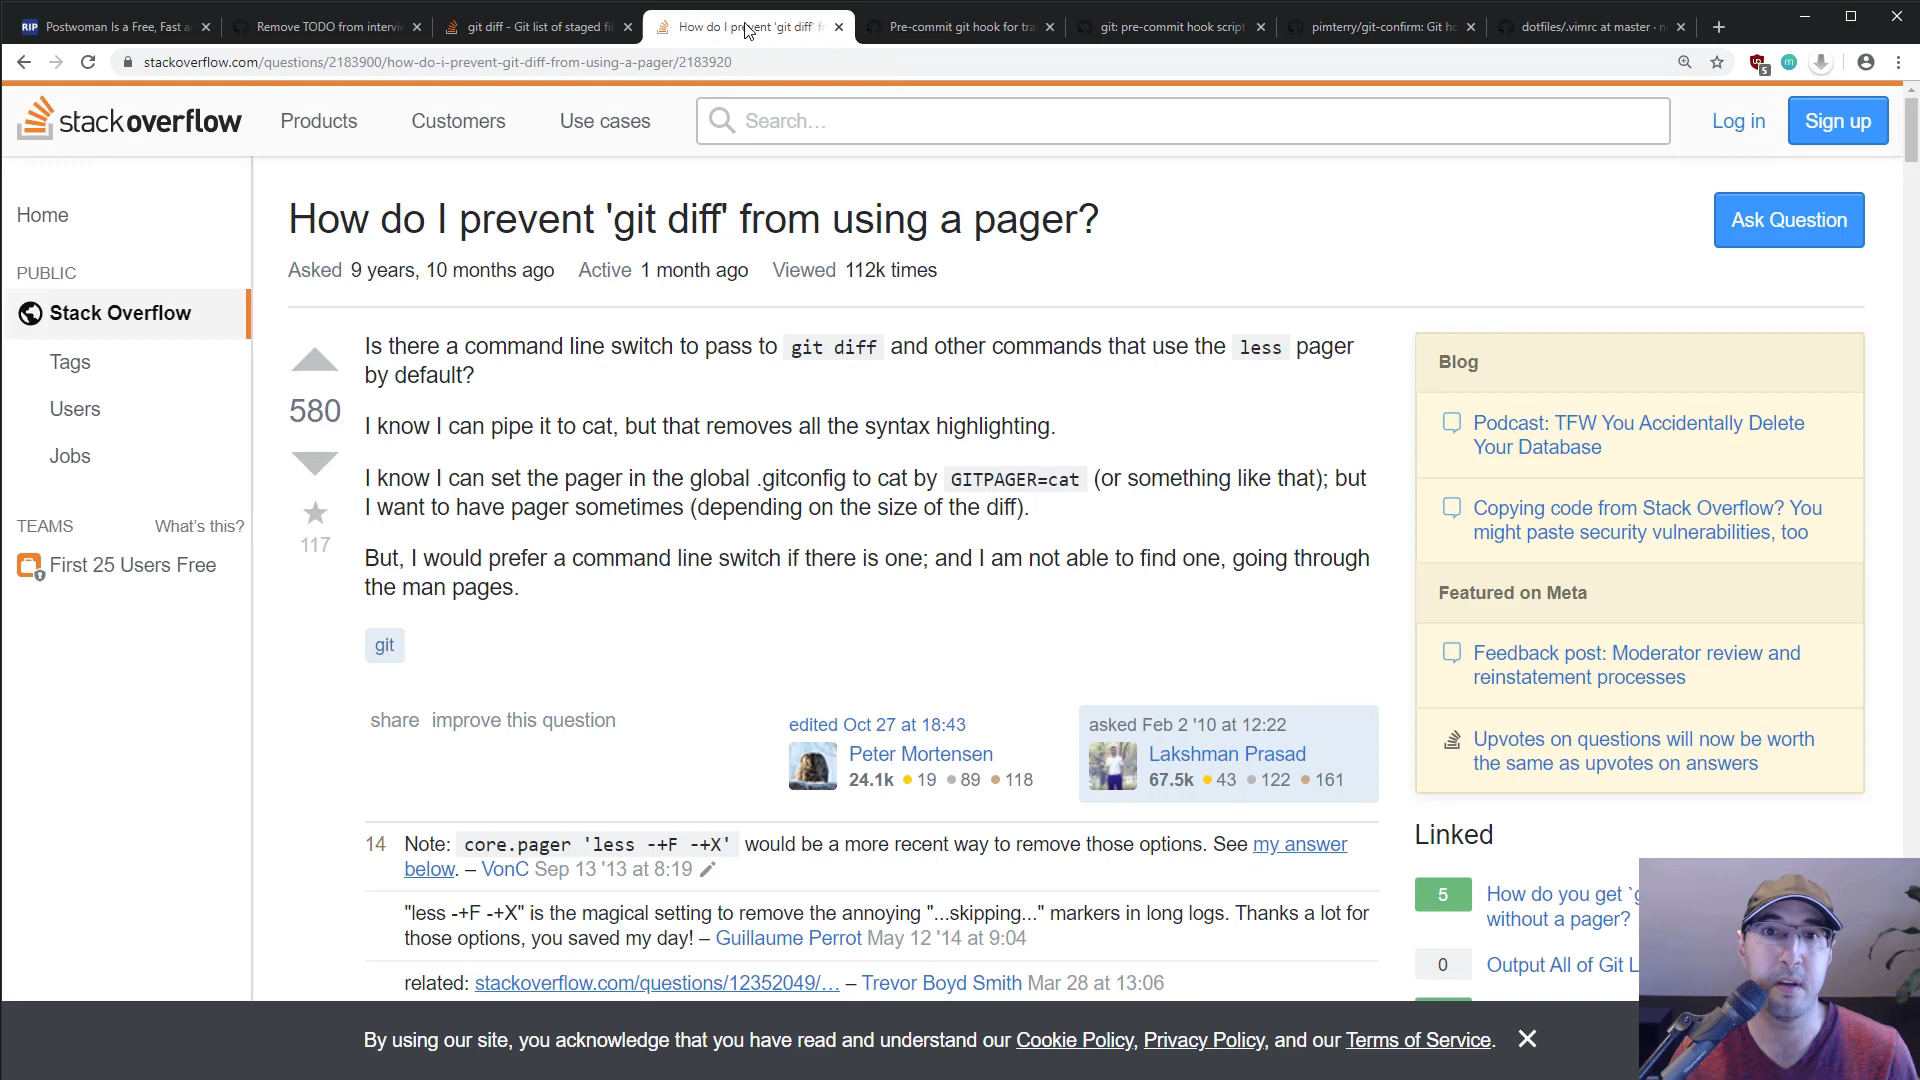 RIP Postwoman Is a Free, Fast a
Remove TODO from intervi
git diff - Git list of staged fil
How do I prevent 'git diff' fr
Pre-commit git hook for tra
git: pre-commit hook script
pimterry/git-confirm: Git ho
dotfiles/.vimrc at master · n
stackoverflow.com/questions/2183900/how-do-i-prevent-git-diff-from-using-a-pager/2183920
5
m
stackoverflow
Products
Customers
Use cases
Search…
Log in
Sign up
Home
PUBLIC
Stack Overflow
Tags
Users
Jobs
TEAMS What's this?
First 25 Users Free
How do I prevent 'git diff' from using a pager?
Ask Question
Asked 9 years, 10 months ago Active 1 month ago Viewed 112k times
580
117
Is there a command line switch to pass to git diff and other commands that use the less pager
by default?
I know I can pipe it to cat, but that removes all the syntax highlighting.
I know I can set the pager in the global .gitconfig to cat by GITPAGER=cat (or something like that); but
I want to have pager sometimes (depending on the size of the diff).
But, I would prefer a command line switch if there is one; and I am not able to find one, going through
the man pages.
git
share improve this question
edited Oct 27 at 18:43
Peter Mortensen
24.1k 19 89 118
asked Feb 2 '10 at 12:22
Lakshman Prasad
67.5k 43 122 161
14 Note: core.pager 'less -+F -+X' would be a more recent way to remove those options. See my answer
below. – VonC Sep 13 '13 at 8:19
"less -+F -+X" is the magical setting to remove the annoying "...skipping..." markers in long logs. Thanks a lot for
those options, you saved my day! – Guillaume Perrot May 12 '14 at 9:04
related: stackoverflow.com/questions/12352049/… – Trevor Boyd Smith Mar 28 at 13:06
Blog
Podcast: TFW You Accidentally Delete
Your Database
Copying code from Stack Overflow? You
might paste security vulnerabilities, too
Featured on Meta
Feedback post: Moderator review and
reinstatement processes
Upvotes on questions will now be worth
the same as upvotes on answers
Linked
5 How do you get `g
without a pager?
0 Output All of Git L
By using our site, you acknowledge that you have read and understand our Cookie Policy, Privacy Policy, and our Terms of Service.